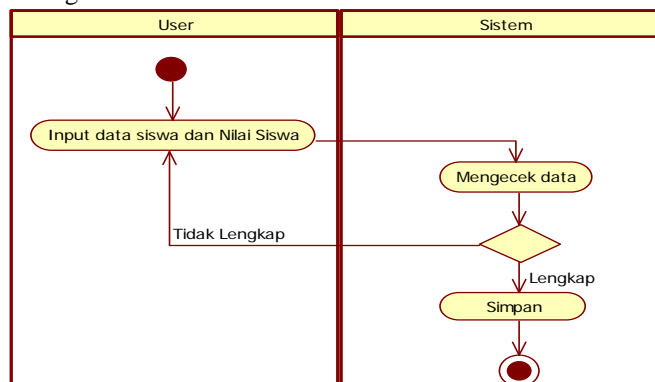 User
Sistem
Input data siswa dan Nilai Siswa
Mengecek data
Tidak Lengkap
Lengkap
Simpan